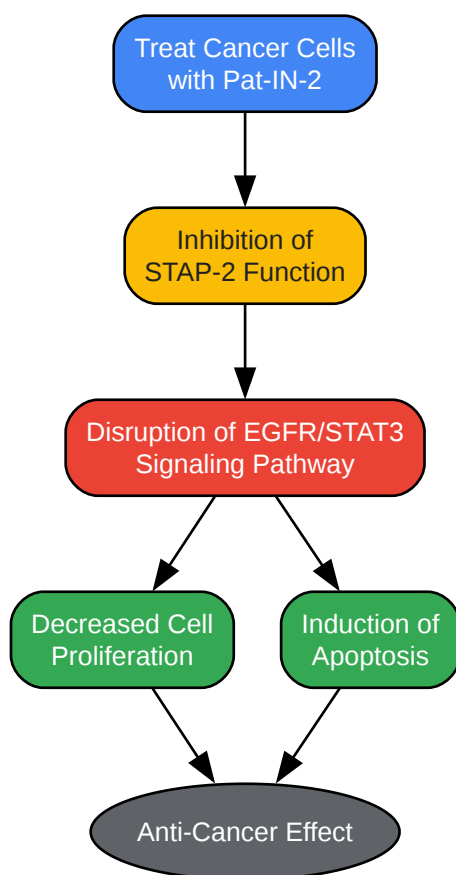 Treat Cancer Cells
with Pat-IN-2
Inhibition of
STAP-2 Function
Disruption of EGFR/STAT3
Signaling Pathway
Decreased Cell
Proliferation
Induction of
Apoptosis
Anti-Cancer Effect